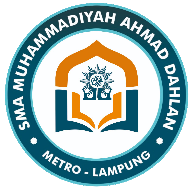 SMA MUHAMMADIYAH AHMAD DAHLAN
METRO - LAMPUNG